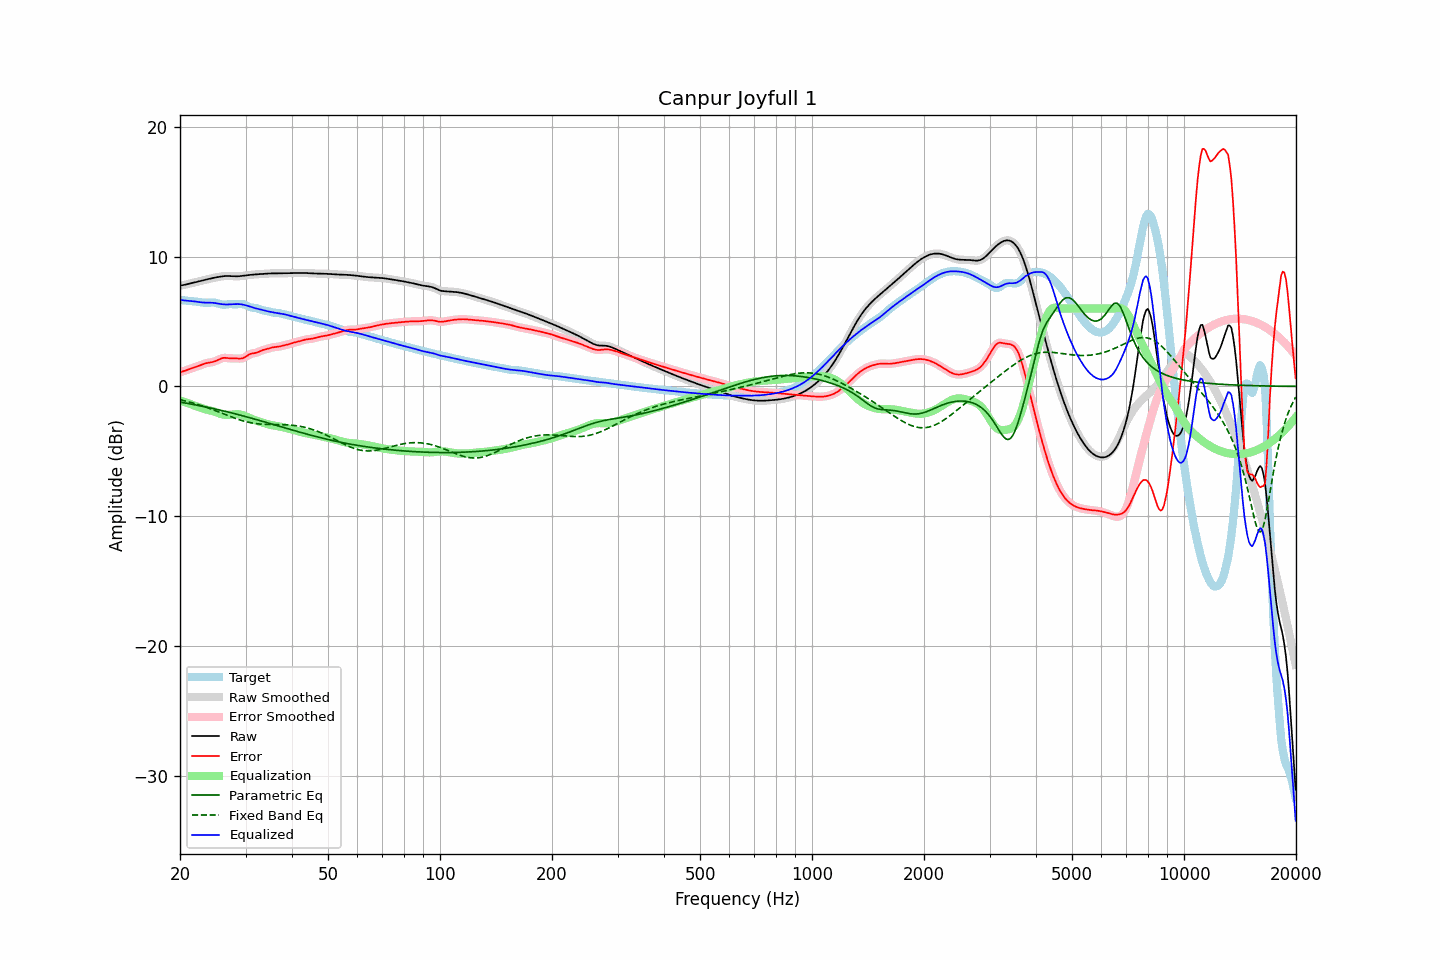 Canpur Joyfull 1
20
10
0
−10
−20
−30
Amplitude (dBr)
Target
Raw Smoothed
Error Smoothed
Raw
Error
Equalization
Parametric Eq
Fixed Band Eq
Equalized
20 50 100 200 500 1000 2000 5000 10000 20000
Frequency (Hz)